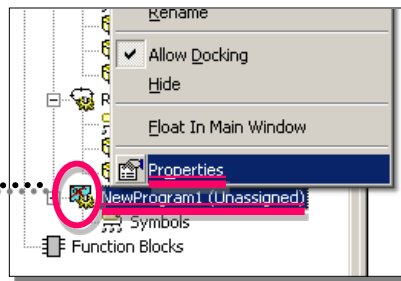 Rename
Allow Docking
Hide
R
Float In Main Window
Properties
NewProgram1 (Unassigned)
Symbols
Function Blocks